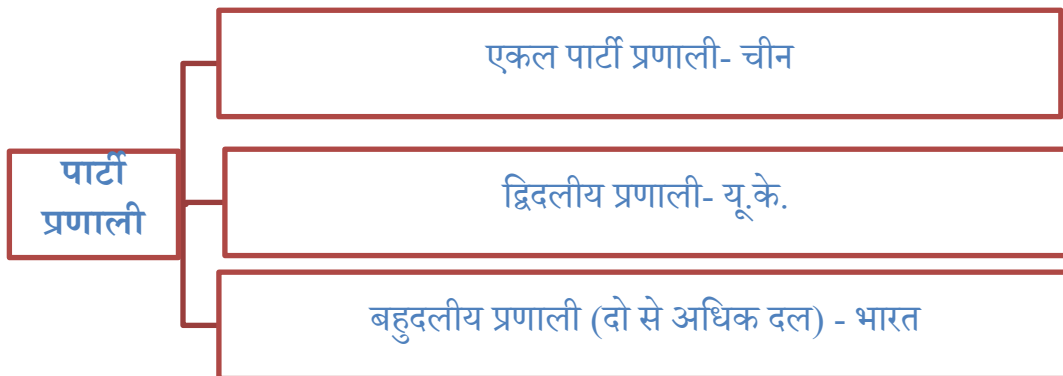 पार्टी
प्रणाली
एकल पार्टी प्रणाली- चीन
द्विदलीय प्रणाली- यू.के.
बहुदलीय प्रणाली (दो से अधिक दल) - भारत